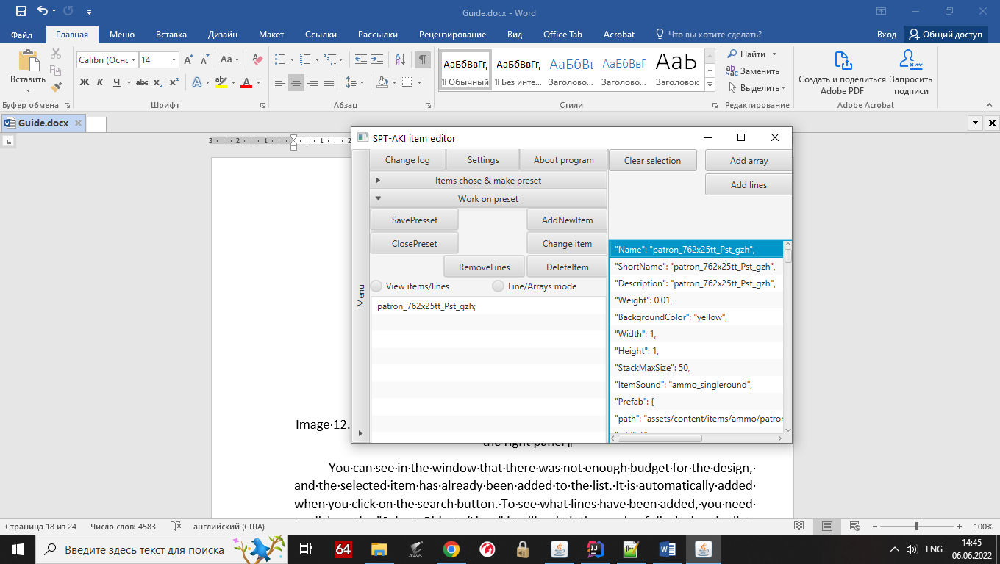 Guide.docx - Word
Файл Главная Меню Вставка Дизайн Макет Ссылки Рассылки Рецензирование Вид Office Tab Acrobat Что вы хотите сделать? Вход Общий доступ
Вставить
Буфер обмена
Calibri (Оснс 14
Ж К Ч abc x₂ x²
Шрифт
Абзац
АаБбВвГг, АаБбВвГг, АаБбВı АаБбВвГ Aab
¶ Обычный ¶ Без инте... Заголово... Заголово... Заголовок
Стили
Найти
Заменить
Выделить
Редактирование
Создать и поделиться Adobe PDF
Запросить подписи
Adobe Acrobat
Guide.docx
3 2 1 1 2
SPT-AKI item editor
Menu
Change log Settings About program Clear selection Add array
Add lines
Items chose & make preset
Work on preset
SavePresset AddNewItem
ClosePreset Change item
RemoveLines DeleteItem
View items/lines Line/Arrays mode
patron_762x25tt_Pst_gzh;
"Name": "patron_762x25tt_Pst_gzh",
"ShortName": "patron_762x25tt_Pst_gzh",
"Description": "patron_762x25tt_Pst_gzh",
"Weight": 0.01,
"BackgroundColor": "yellow",
"Width": 1,
"Height": 1,
"StackMaxSize": 50,
"ItemSound": "ammo_singleround",
"Prefab": {
"path": "assets/content/items/ammo/patron
Image·12.
the right panel¶
You·can·see·in·the·window·that·there·was·not·enough·budget·for·the·design,·
and·the·selected·item·has·already·been·added·to·the·list.·It·is·automatically·added·
when·you·click·on·the·search·button.·To·see·what·lines·have·been·added,·you·need·
Страница 18 из 24 Число слов: 4583 английский (США) 100%
Введите здесь текст для поиска
64
ENG
14:45
06.06.2022